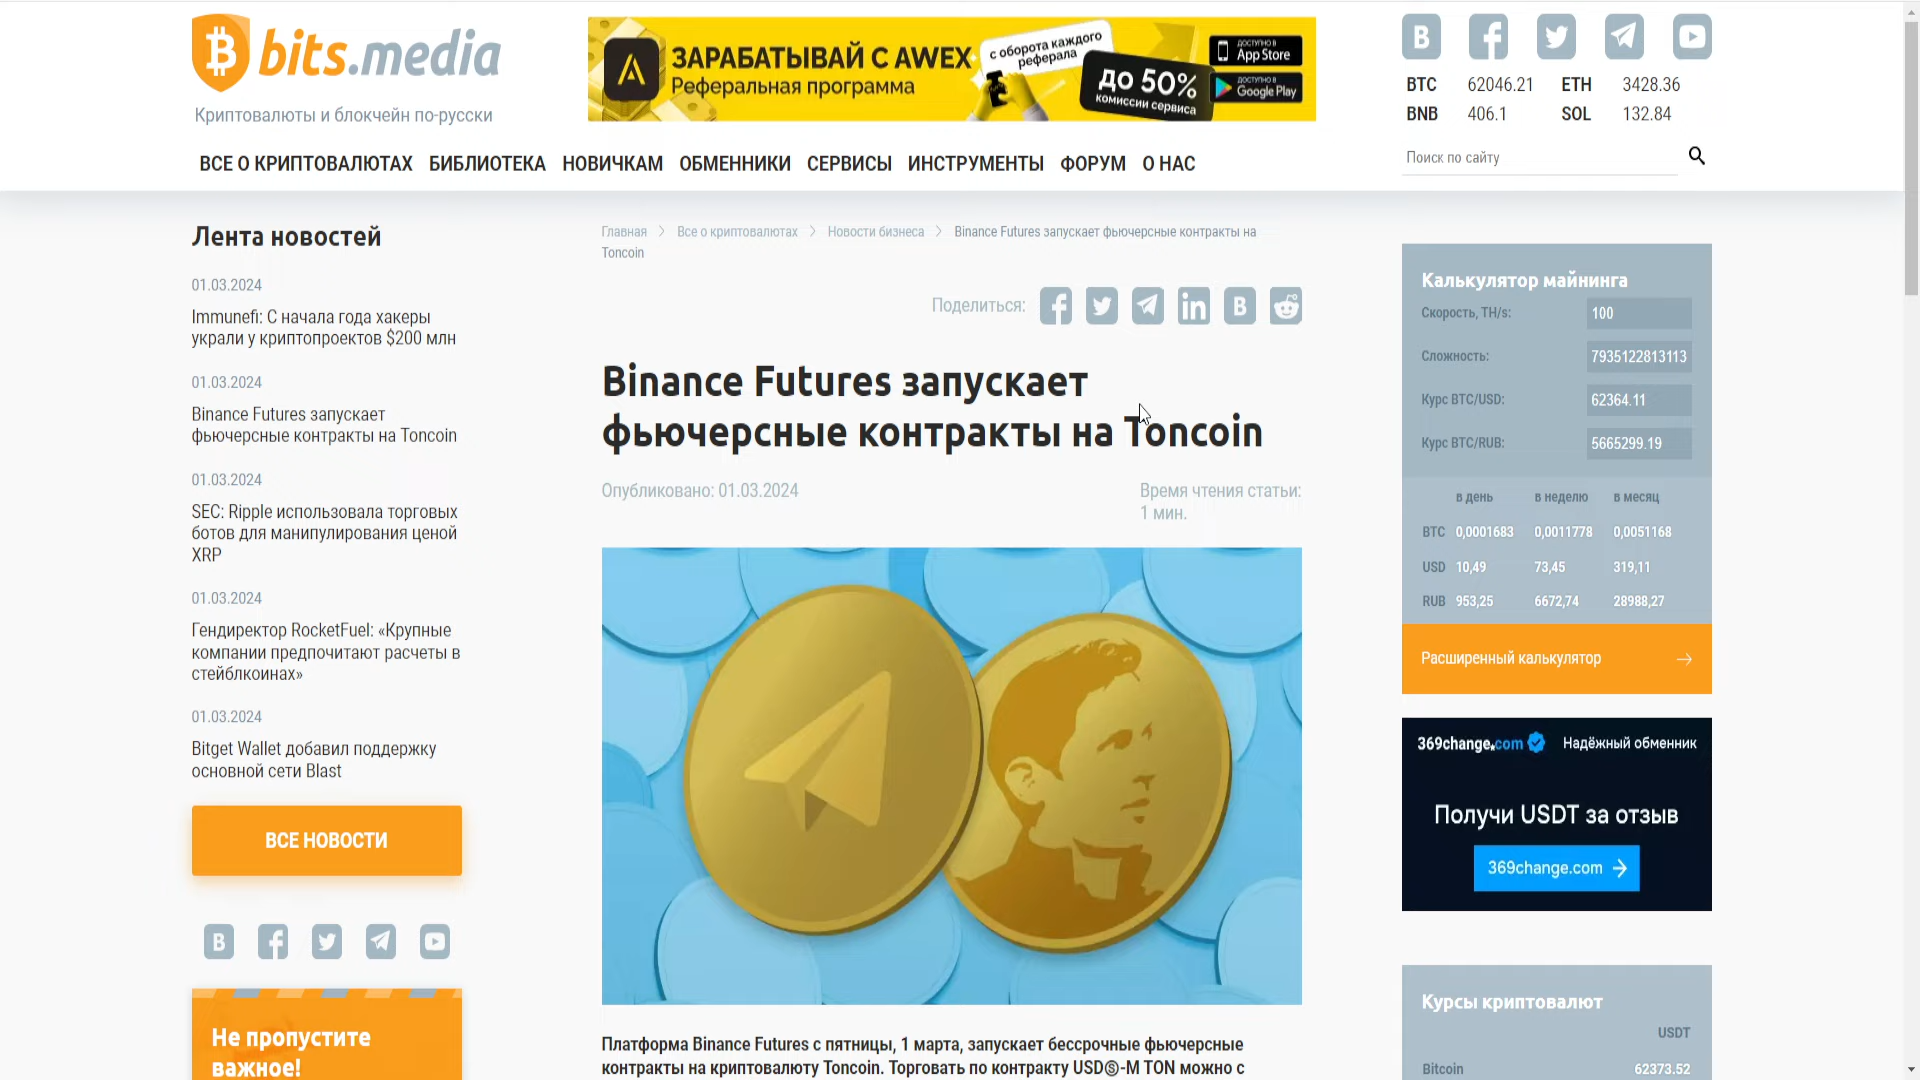 bits.media
Криптовалюты и блокчейн по-русски
ЗАРАБАТЫВАЙ С AWEX
Реферальная программа
с оборота каждого
реферала
до 50%
комиссии сервиса
ДОСТУПНО В
App Store
ДОСТУПНО В
Google Play
BTC 62046.21 ETH 3428.36
BNB 406.1 SOL 132.84
Поиск по сайту
ВСЕ О КРИПТОВАЛЮТАХ БИБЛИОТЕКА НОВИЧКАМ ОБМЕННИКИ СЕРВИСЫ ИНСТРУМЕНТЫ ФОРУМ О НАС
Лента новостей
01.03.2024
Immunefi: С начала года хакеры
украли у криптопроектов $200 млн
01.03.2024
Binance Futures запускает
фьючерсные контракты на Toncoin
01.03.2024
SEC: Ripple использовала торговых
ботов для манипулирования ценой
XRP
01.03.2024
Гендиректор RocketFuel: «Крупные
компании предпочитают расчеты в
стейблкоинах»
01.03.2024
Bitget Wallet добавил поддержку
основной сети Blast
ВСЕ НОВОСТИ
Не пропустите
важное!
Главная > Все о криптовалютах > Новости бизнеса > Binance Futures запускает фьючерсные контракты на
Toncoin
Поделиться:
Binance Futures запускает
фьючерсные контракты на Toncoin
Опубликовано: 01.03.2024
Время чтения статьи:
1 мин.
Платформа Binance Futures с пятницы, 1 марта, запускает бессрочные фьючерсные
контракты на криптовалюту Toncoin. Торговать по контракту USDⓈ-M TON можно с
Калькулятор майнинга
Скорость, TH/s: 100
Сложность: 7935122813113
Курс BTC/USD: 62364.11
Курс BTC/RUB: 5665299.19
в день в неделю в месяц
BTC 0,0001683 0,0011778 0,0051168
USD 10,49 73,45 319,11
RUB 953,25 6672,74 28988,27
Расширенный калькулятор
369change.com Надёжный обменник
Получи USDT за отзыв
369change.com
Курсы криптовалют
USDT
Bitcoin 62373.52